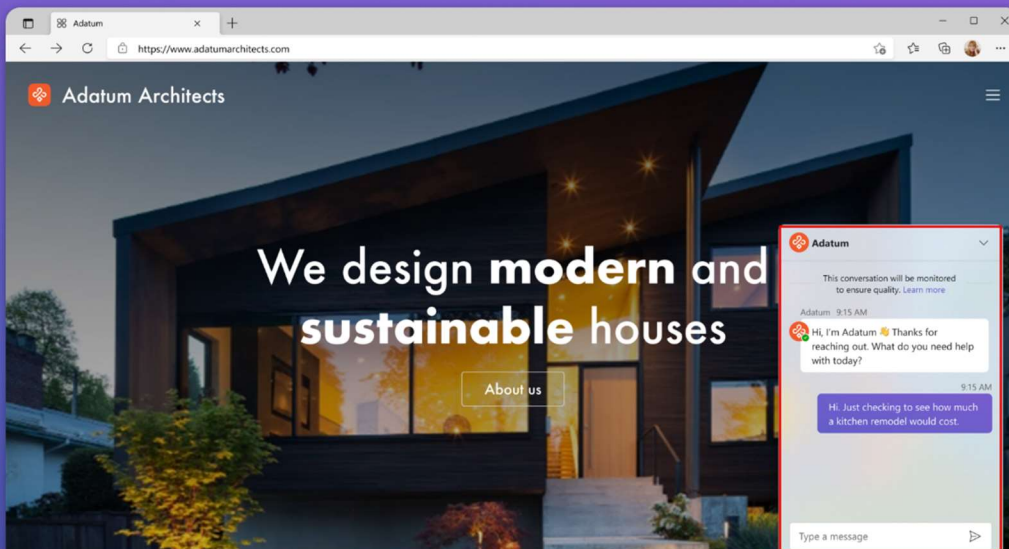 Adatum
https://www.adatumarchitects.com
Adatum Architects
We design modern and
sustainable houses
About us
Adatum
This conversation will be monitored
to ensure quality. Learn more
Adatum 9:15 AM
Hi, I'm Adatum 👋 Thanks for
reaching out. What do you need help
with today?
9:15 AM
Hi. Just checking to see how much
a kitchen remodel would cost.
Type a message